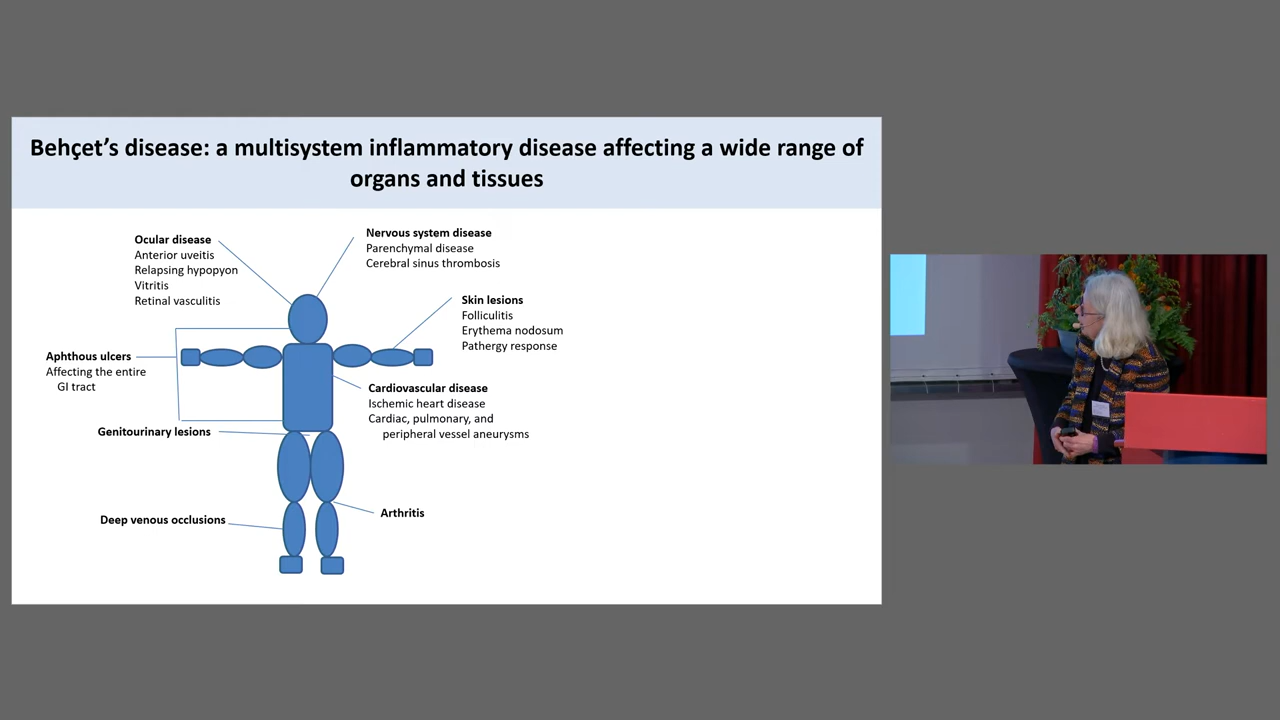 Behçet's disease: a multisystem inflammatory disease affecting a wide range of
organs and tissues
Ocular disease
Anterior uveitis
Relapsing hypopyon
Vitritis
Retinal vasculitis
Nervous system disease
Parenchymal disease
Cerebral sinus thrombosis
Skin lesions
Folliculitis
Erythema nodosum
Pathergy response
Aphthous ulcers
Affecting the entire
GI tract
Cardiovascular disease
Ischemic heart disease
Cardiac, pulmonary, and
peripheral vessel aneurysms
Genitourinary lesions
Deep venous occlusions
Arthritis